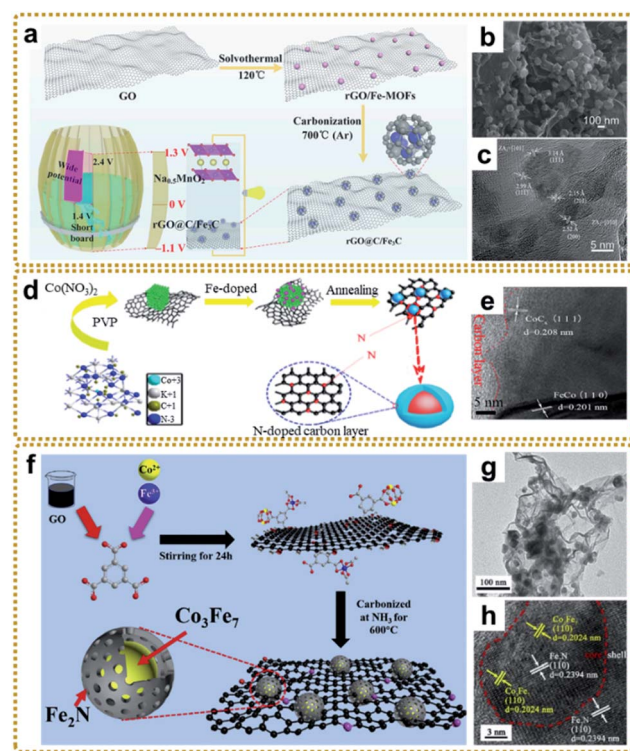 a
GO
Solvothermal
120℃
rGO/Fe-MOFs
Carbonization
700℃ (Ar)
Wide
potential
2.4 V
1.4 V
Short
board
1.3 V
Na0.5MnO2
0 V
rGO@C/Fe3C
-1.1 V
rGO@C/Fe3C
b
100 nm
c
5 nm
d
Co(NO3)2
PVP
Fe-doped
Annealing
Co+3
K+1
C+1
N-3
N
N
N-doped carbon layer
e
Carbon layer
CoCx (1 1 1)
d=0.208 nm
FeCo (1 1 0)
d=0.201 nm
5 nm
f
GO
Co2+
Fe3+
Stirring for 24h
Carbonized
at NH3 for
600°C
Co3Fe7
Fe2N
g
100 nm
h
(110)
d=0.2024 nm
Fe2N
(110)
d=0.2394 nm
shell
(110)
d=0.2024 nm
Fe2N
(110)
d=0.2394 nm
3 nm